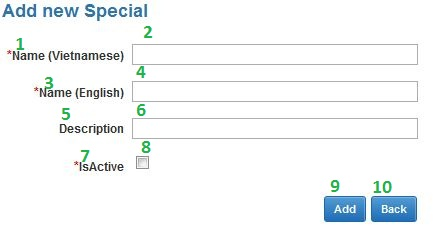 Add new Special
1 2
*Name (Vietnamese)
3 4
*Name (English)
5 6
Description
7 8
*IsActive
9 10
Add Back